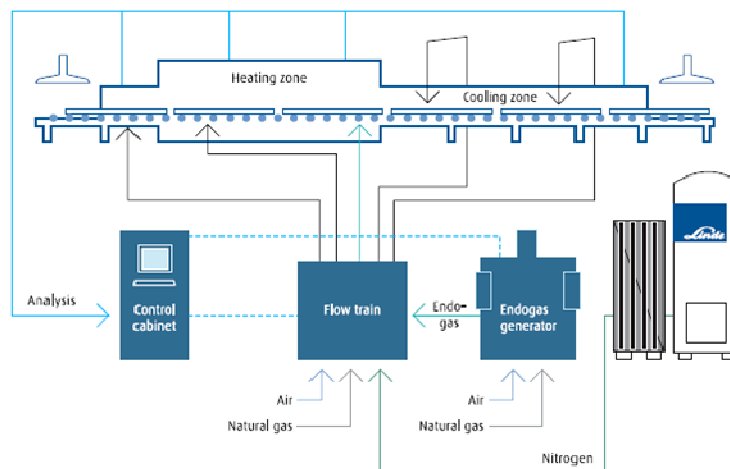 Heating zone
Cooling zone
Linde
Analysis
Control
cabinet
Flow train
Endo-
gas
Endogas
generator
Air
Natural gas
Air
Natural gas
Nitrogen